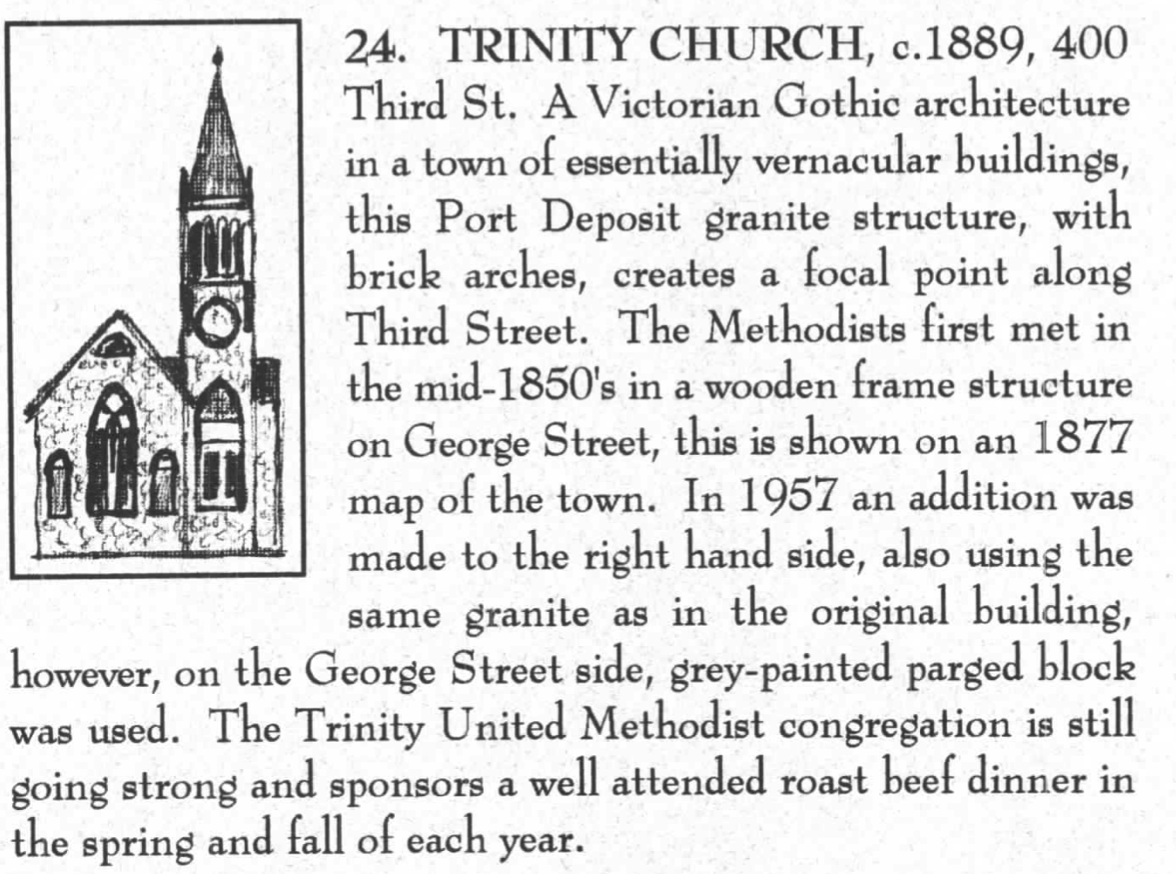 24. TRINITY CHURCH, c.1889, 400
Third St. A Victorian Gothic architecture
in a town of essentially vernacular buildings,
this Port Deposit granite structure, with
brick arches, creates a focal point along
Third Street. The Methodists first met in
the mid-1850's in a wooden frame structure
on George Street, this is shown on an 1877
map of the town. In 1957 an addition was
made to the right hand side, also using the
same granite as in the original building,
however, on the George Street side, grey-painted parged block
was used. The Trinity United Methodist congregation is still
going strong and sponsors a well attended roast beef dinner in
the spring and fall of each year.